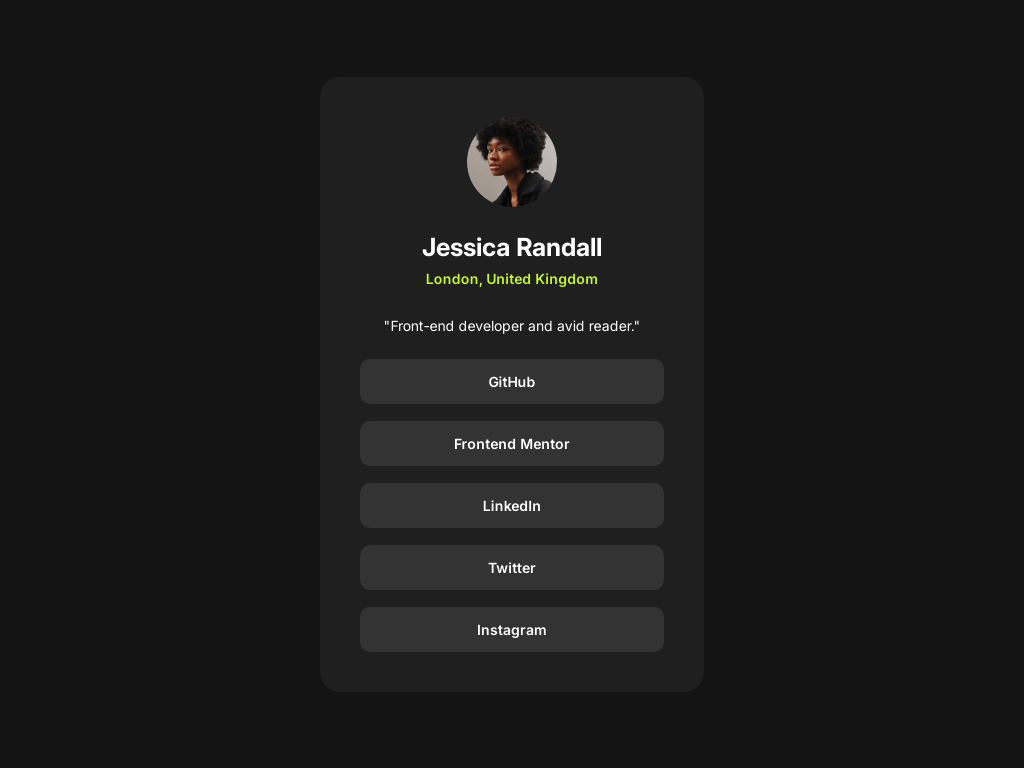 Jessica Randall
London, United Kingdom
"Front-end developer and avid reader."
GitHub
Frontend Mentor
LinkedIn
Twitter
Instagram